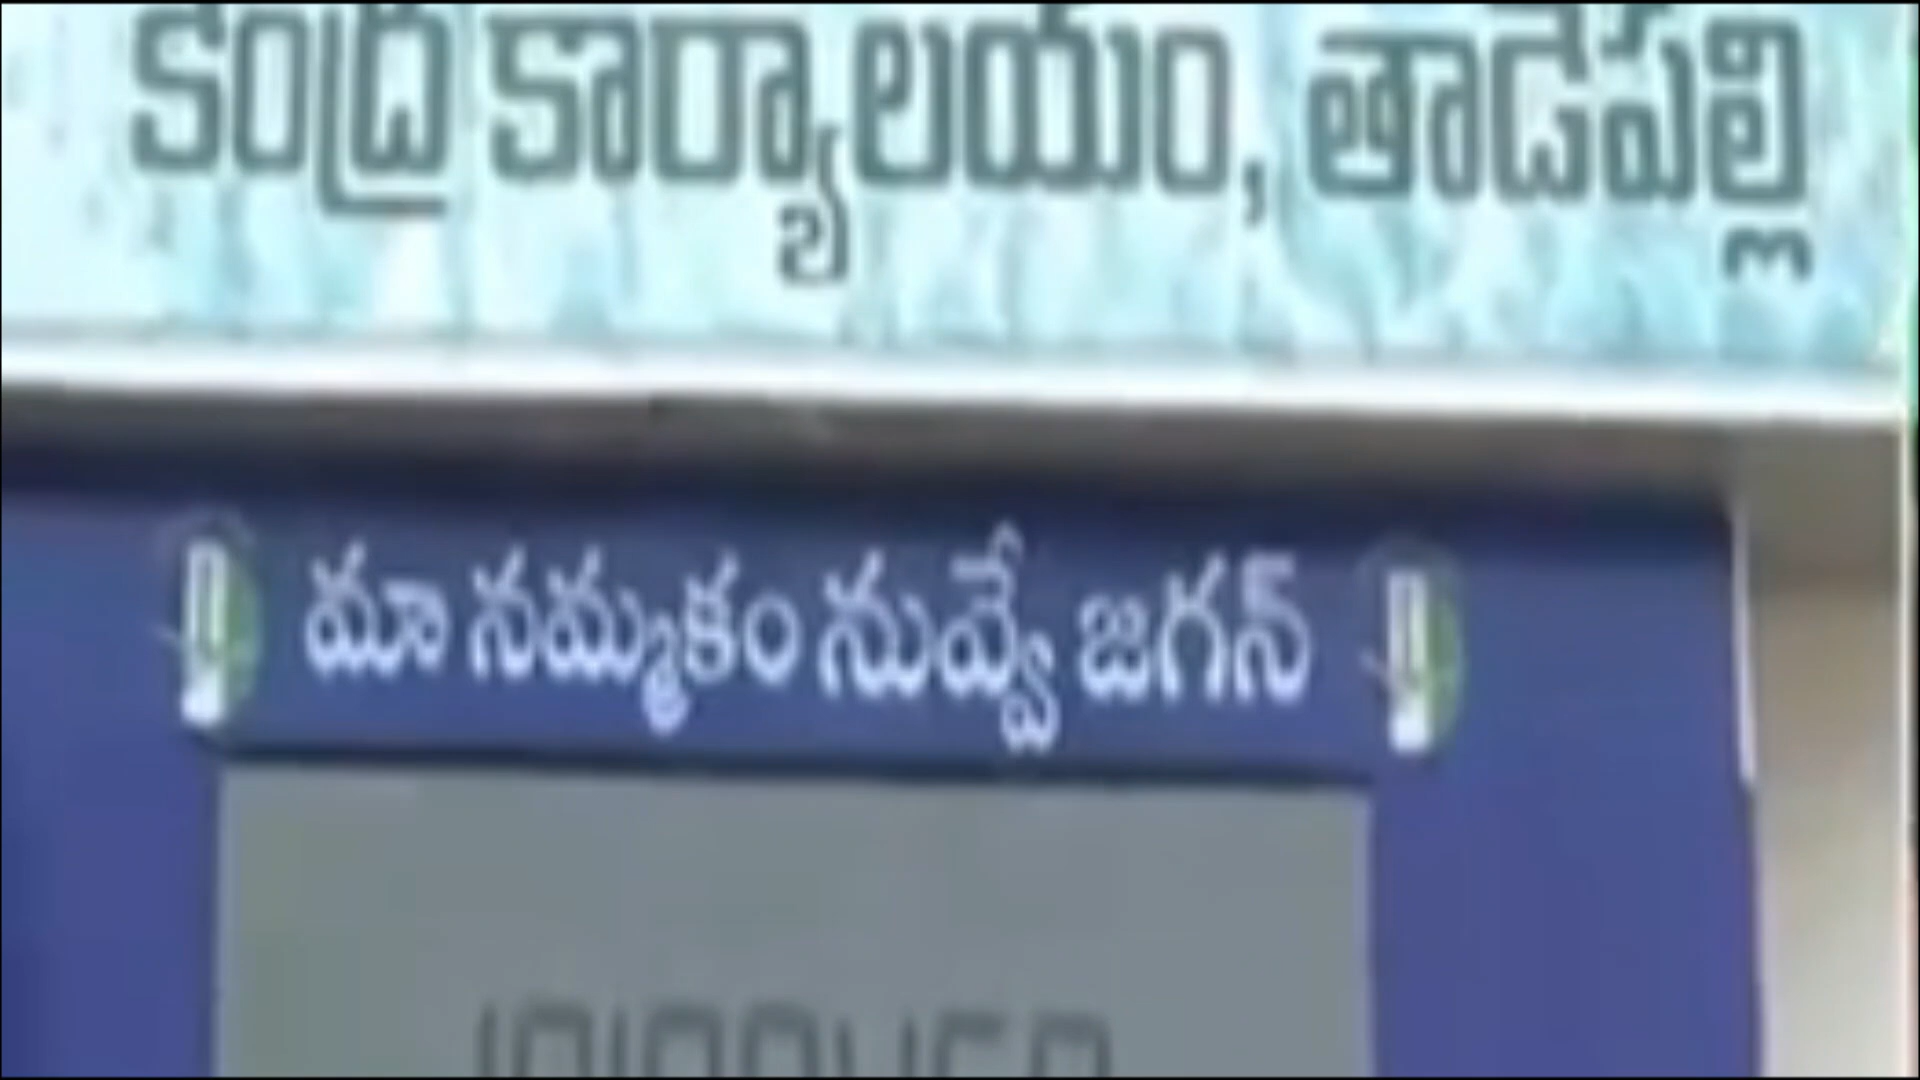 కేంద్ర కార్యాలయం, తాడేపల్లి
మా నమ్మకం నువ్వే జగన్